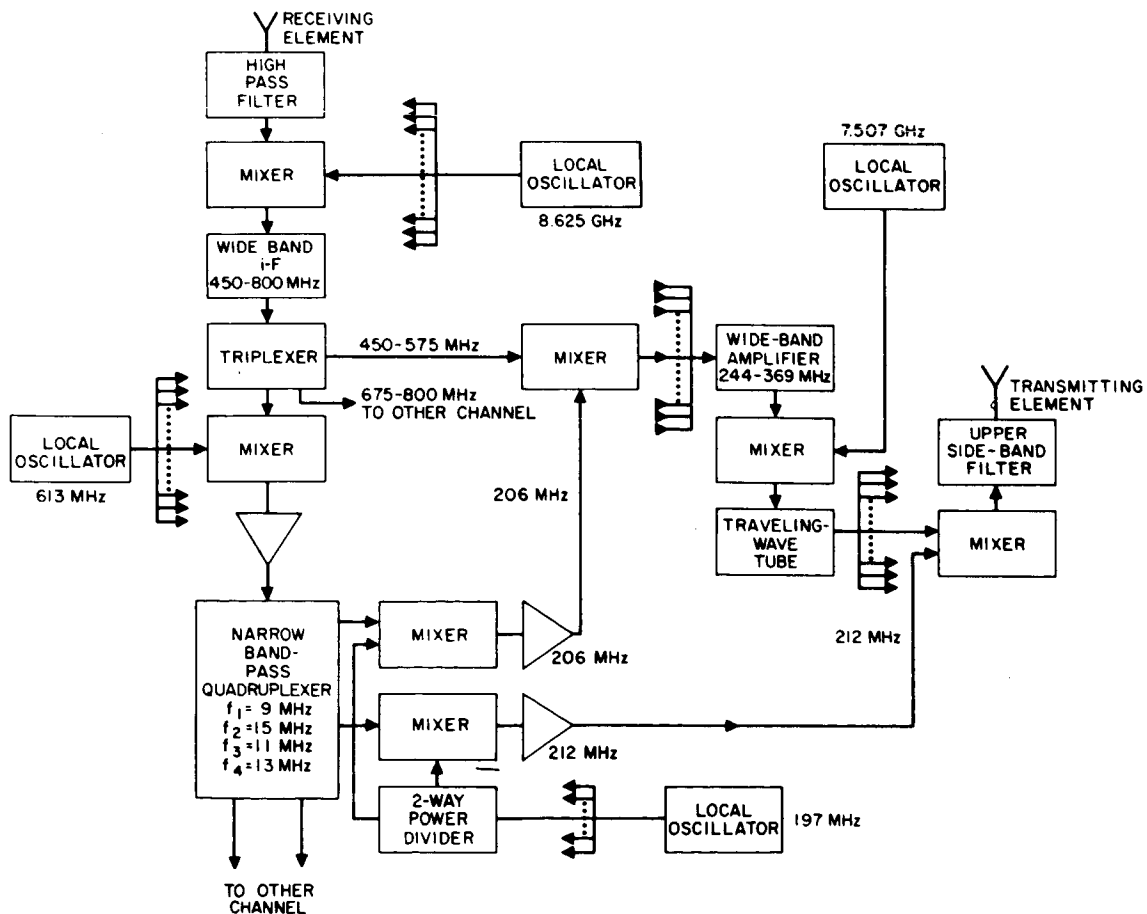 RECEIVING
ELEMENT
HIGH
PASS
FILTER
MIXER
LOCAL
OSCILLATOR
8.625 GHz
7.507 GHz
LOCAL
OSCILLATOR
WIDE BAND
i-F
450-800 MHz
TRIPLEXER
450-575 MHz
675-800 MHz
TO OTHER CHANNEL
MIXER
WIDE-BAND
AMPLIFIER
244-369 MHz
TRANSMITTING
ELEMENT
UPPER
SIDE-BAND
FILTER
LOCAL
OSCILLATOR
613 MHz
MIXER
MIXER
206 MHz
TRAVELING-
WAVE
TUBE
MIXER
212 MHz
NARROW
BAND-
PASS
QUADRUPLEXER
f1 = 9 MHz
f2 = 15 MHz
f3 = 11 MHz
f4 = 13 MHz
MIXER
206 MHz
MIXER
212 MHz
2-WAY
POWER
DIVIDER
LOCAL
OSCILLATOR
197 MHz
TO OTHER
CHANNEL